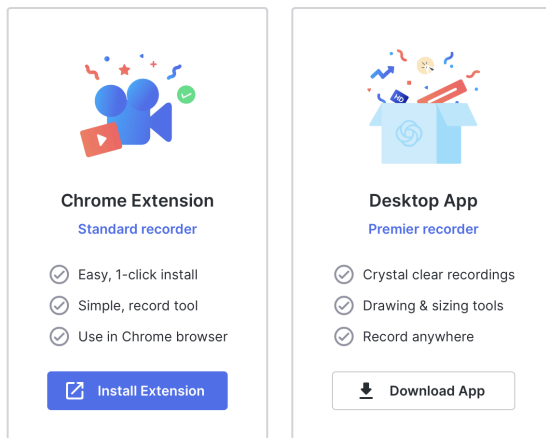 HD
Chrome Extension
Standard recorder
Easy, 1-click install
Simple, record tool
Use in Chrome browser
Install Extension
Desktop App
Premier recorder
Crystal clear recordings
Drawing & sizing tools
Record anywhere
Download App